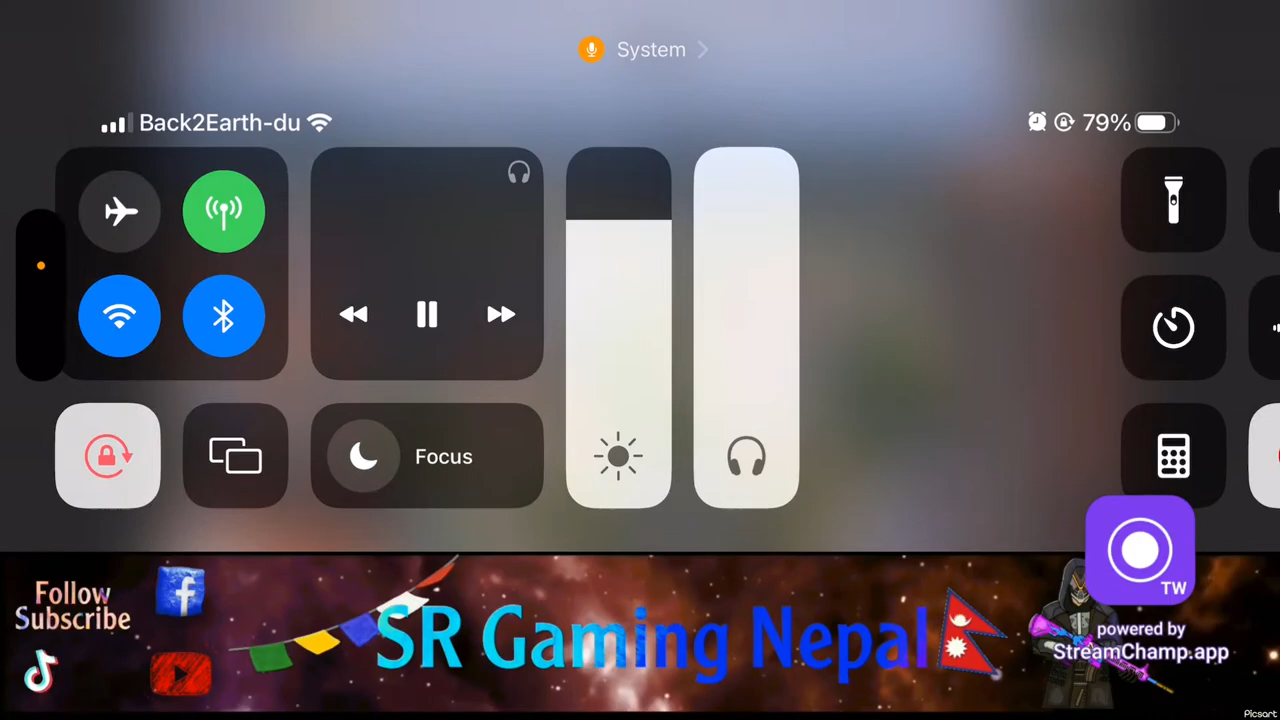 System
Back2Earth-du
79%
Focus
TW
Follow
Subscribe
SR Gaming Nepal
powered by
StreamChamp.app
Picsart